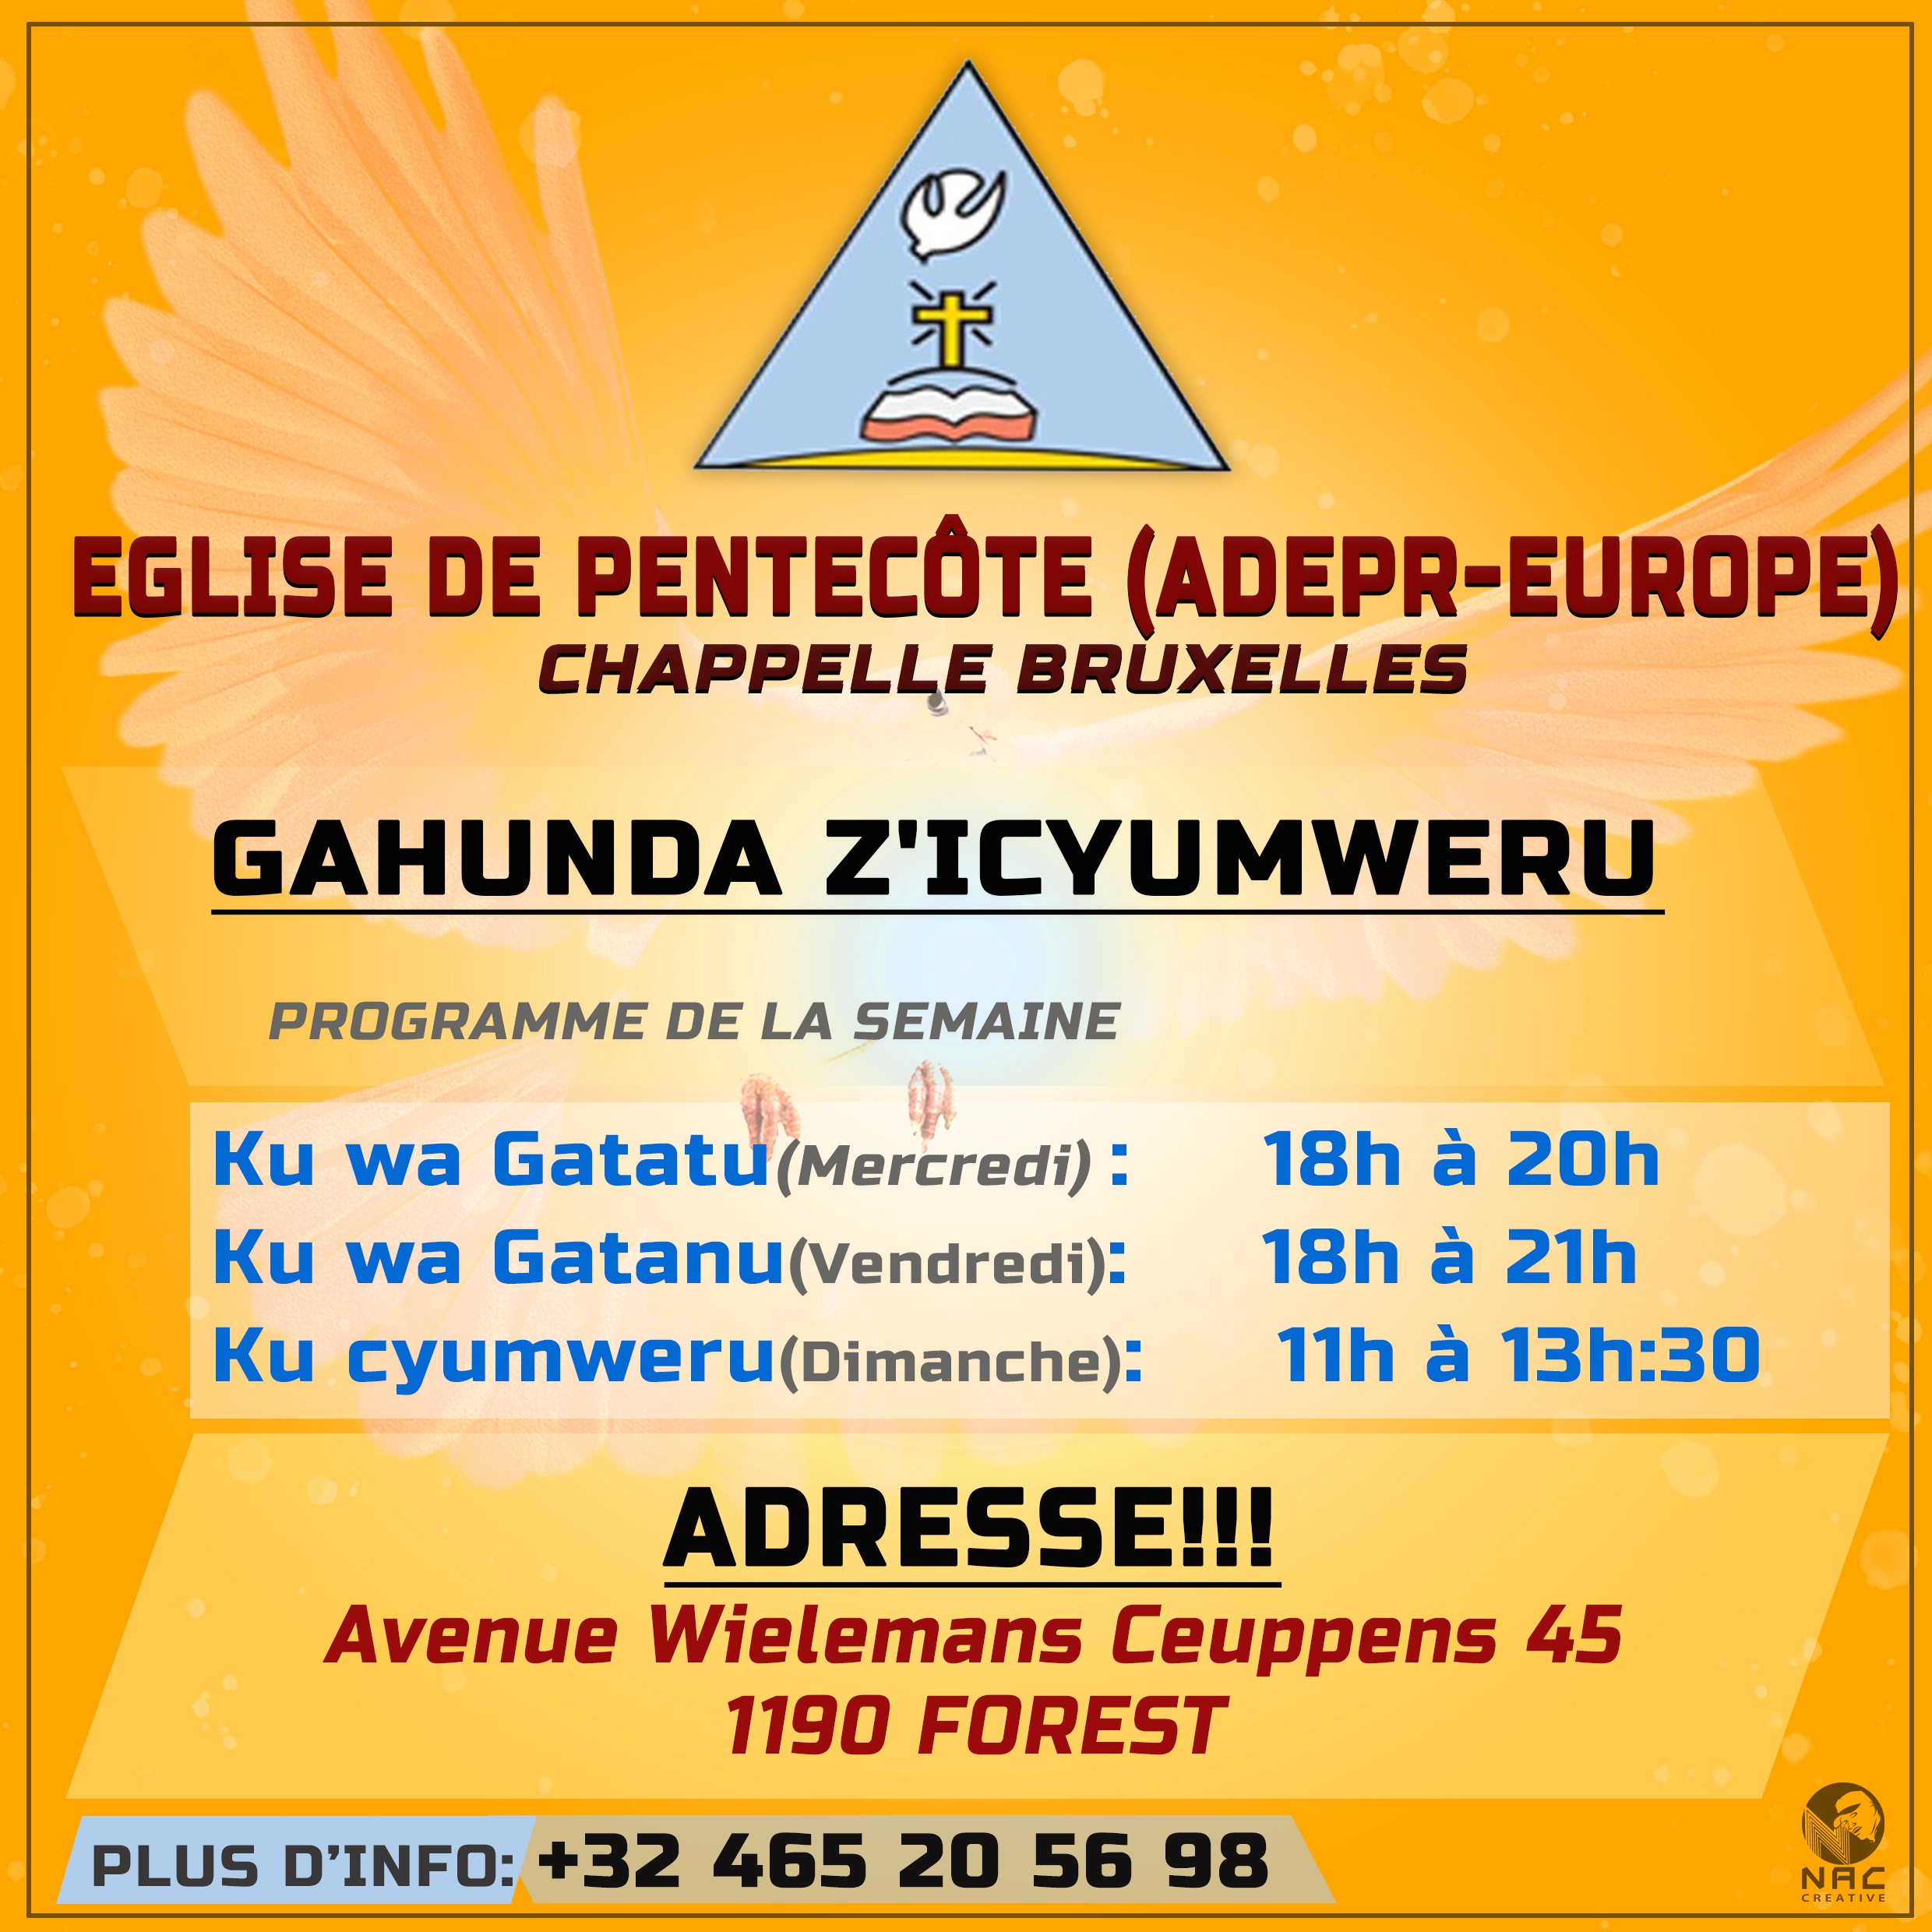 EGLISE DE PENTECÔTE (ADEPR-EUROPE)
CHAPPELLE BRUXELLES
GAHUNDA Z'ICYUMWERU
PROGRAMME DE LA SEMAINE
Ku wa Gatatu(Mercredi) : 18h à 20h
Ku wa Gatanu(Vendredi): 18h à 21h
Ku cyumweru(Dimanche): 11h à 13h:30
ADRESSE!!!
Avenue Wielemans Ceuppens 45
1190 FOREST
PLUS D’INFO: +32 465 20 56 98
NAC
CREATIVE